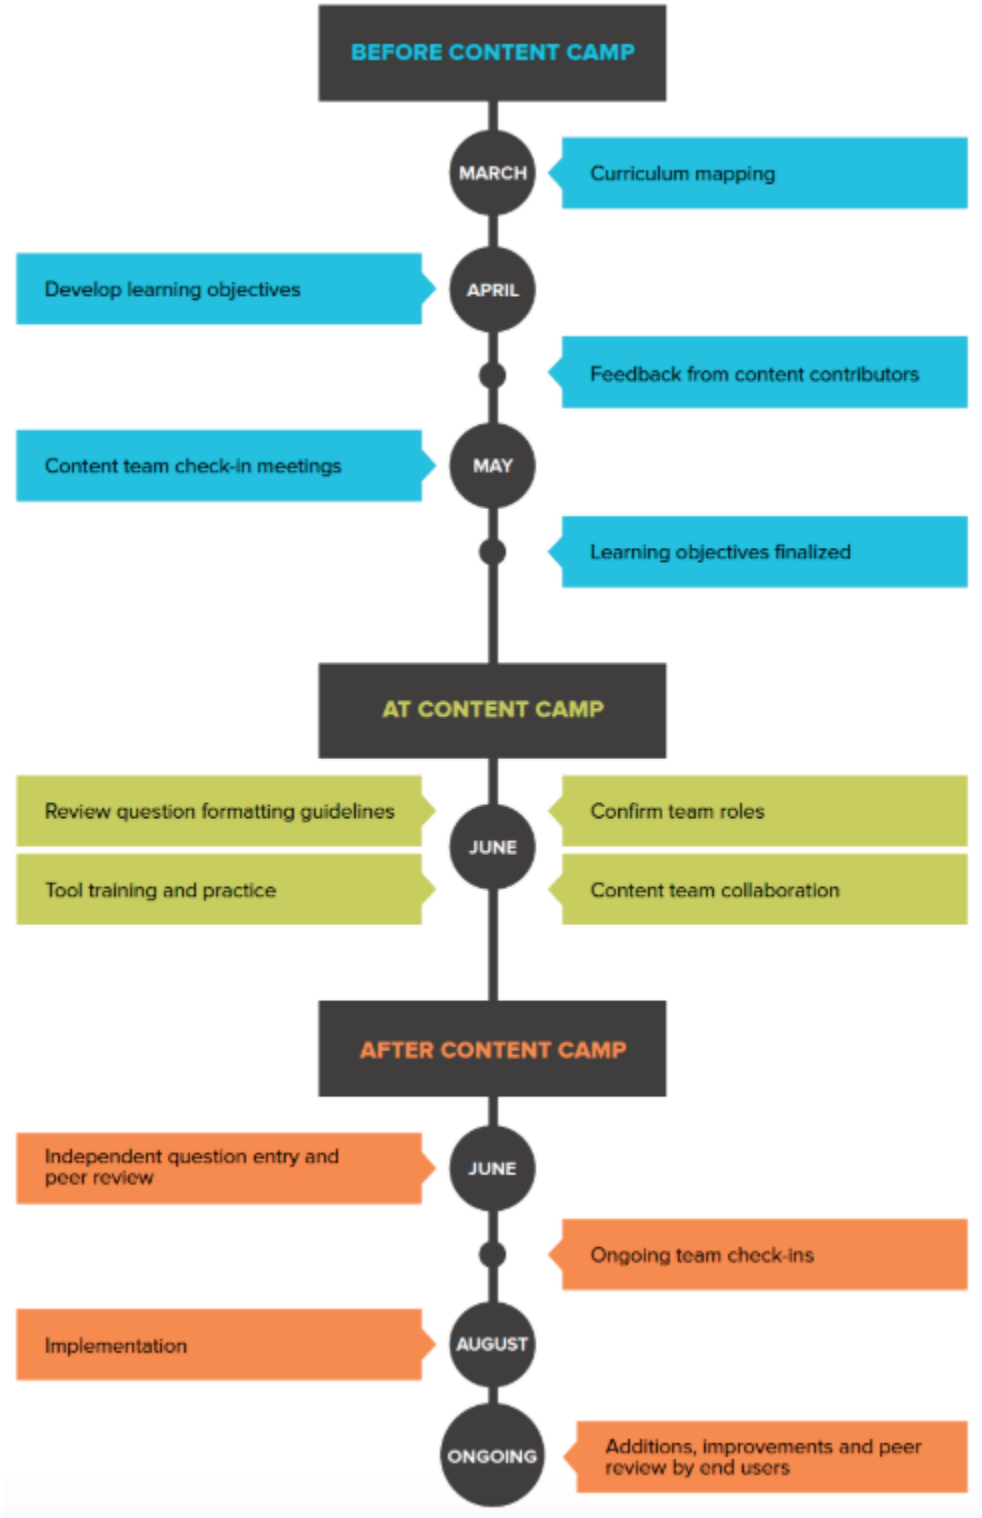 BEFORE CONTENT CAMP
MARCH
Curriculum mapping
Develop learning objectives
APRIL
Feedback from content contributors
Content team check-in meetings
MAY
Learning objectives finalized
AT CONTENT CAMP
Review question formatting guidelines
Confirm team roles
JUNE
Tool training and practice
Content team collaboration
AFTER CONTENT CAMP
Independent question entry and
peer review
JUNE
Ongoing team check-ins
Implementation
AUGUST
ONGOING
Additions, improvements and peer
review by end users